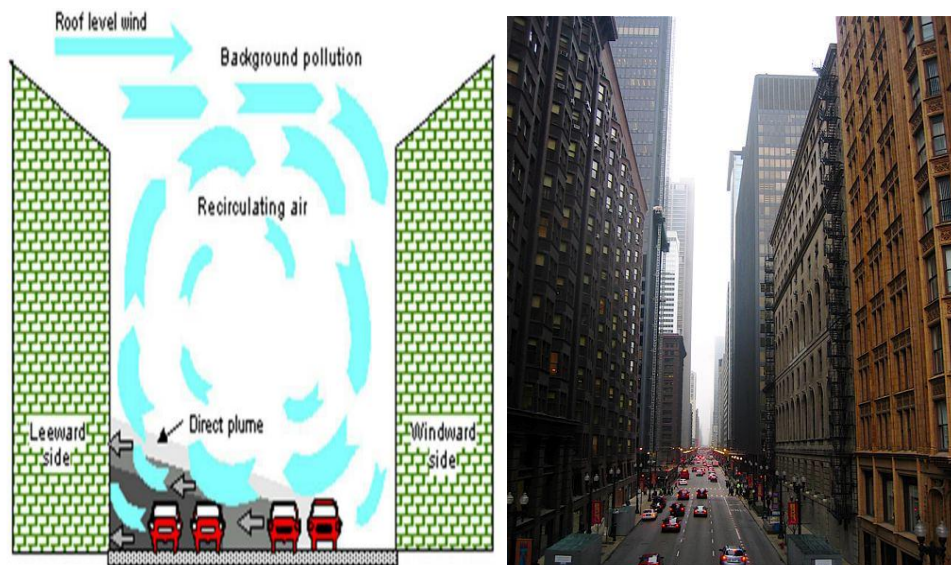 Roof level wind
Background pollution
Recirculating air
Direct plume
Leeward
side
Windward
side